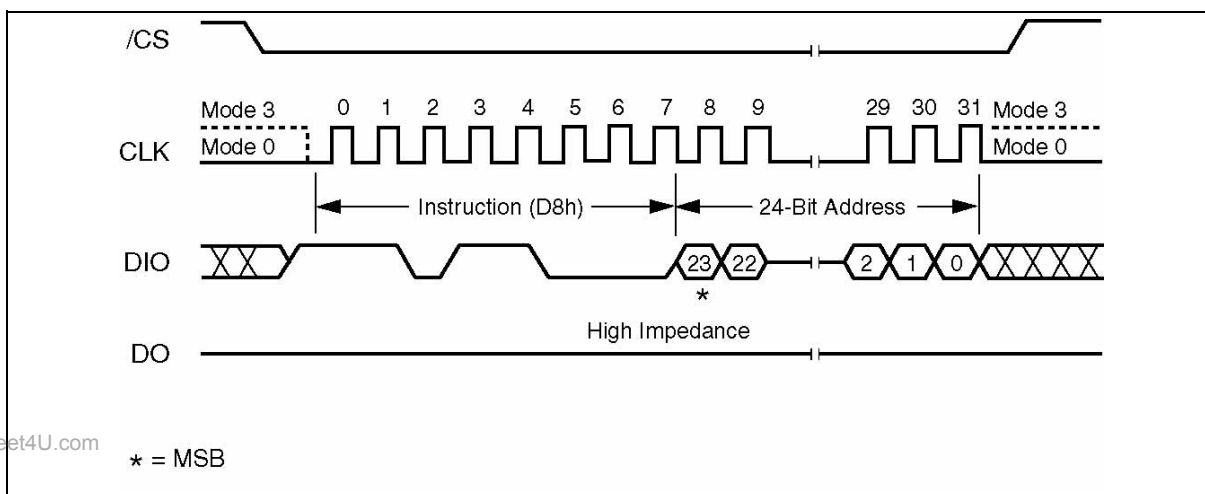 /CS
Mode 3 0 1 2 3 4 5 6 7 8 9 29 30 31 Mode 3
CLK Mode 0 Mode 0
Instruction (D8h) 24-Bit Address
DIO 23 22 2 1 0
*
High Impedance
DO
eet4U.com
* = MSB